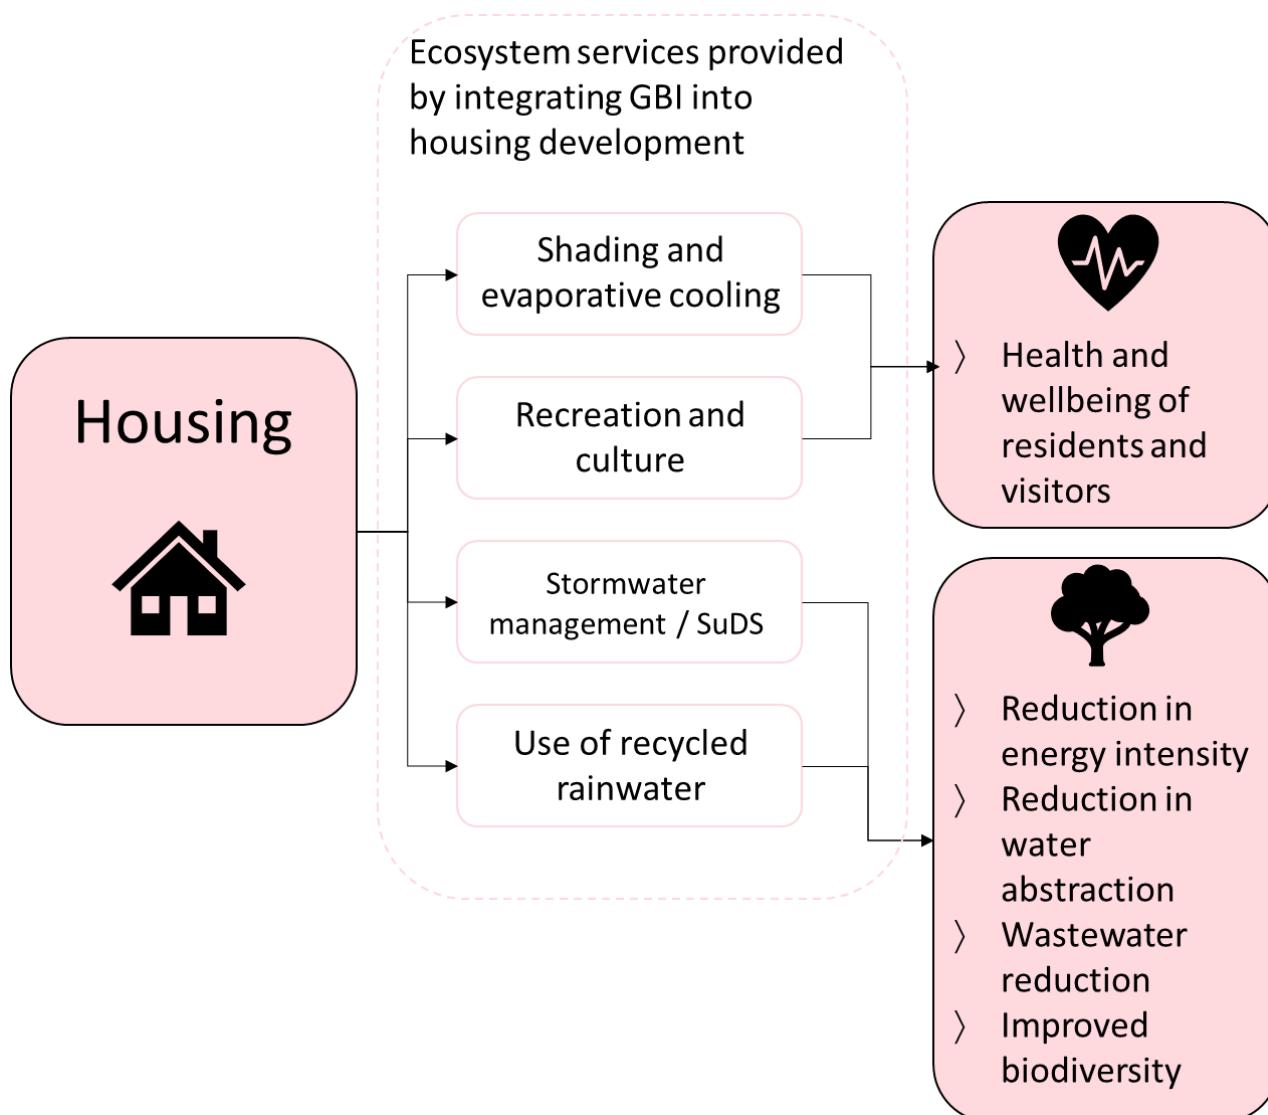 Ecosystem services provided
by integrating GBI into
housing development
Housing
Shading and
evaporative cooling
Recreation and
culture
Stormwater
management / SuDS
Use of recycled
rainwater
〉 Health and
wellbeing of
residents and
visitors
〉 Reduction in
energy intensity
〉 Reduction in
water
abstraction
〉 Wastewater
reduction
〉 Improved
biodiversity